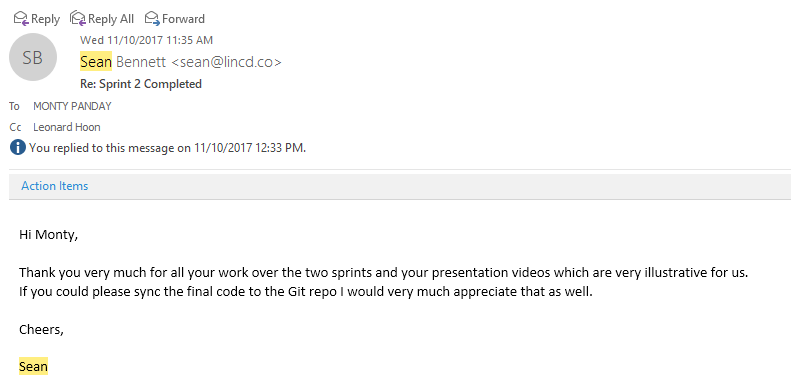 Reply Reply All Forward
Wed 11/10/2017 11:35 AM
SB
Sean Bennett <sean@lincd.co>
Re: Sprint 2 Completed
To MONTY PANDAY
Cc Leonard Hoon
You replied to this message on 11/10/2017 12:33 PM.
Action Items
Hi Monty,
Thank you very much for all your work over the two sprints and your presentation videos which are very illustrative for us.
If you could please sync the final code to the Git repo I would very much appreciate that as well.
Cheers,
Sean